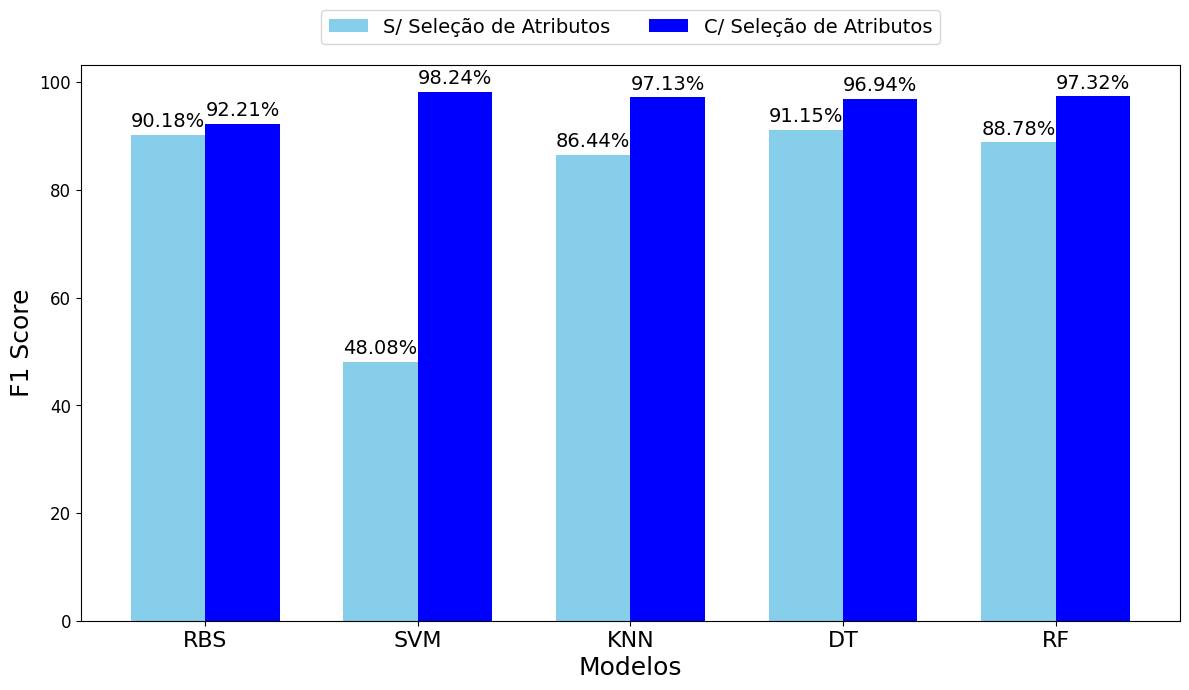 S/ Seleção de Atributos
C/ Seleção de Atributos
F1 Score
100
80
60
40
20
0
90.18%
92.21%
48.08%
98.24%
86.44%
97.13%
91.15%
96.94%
88.78%
97.32%
RBS
SVM
KNN
DT
RF
Modelos